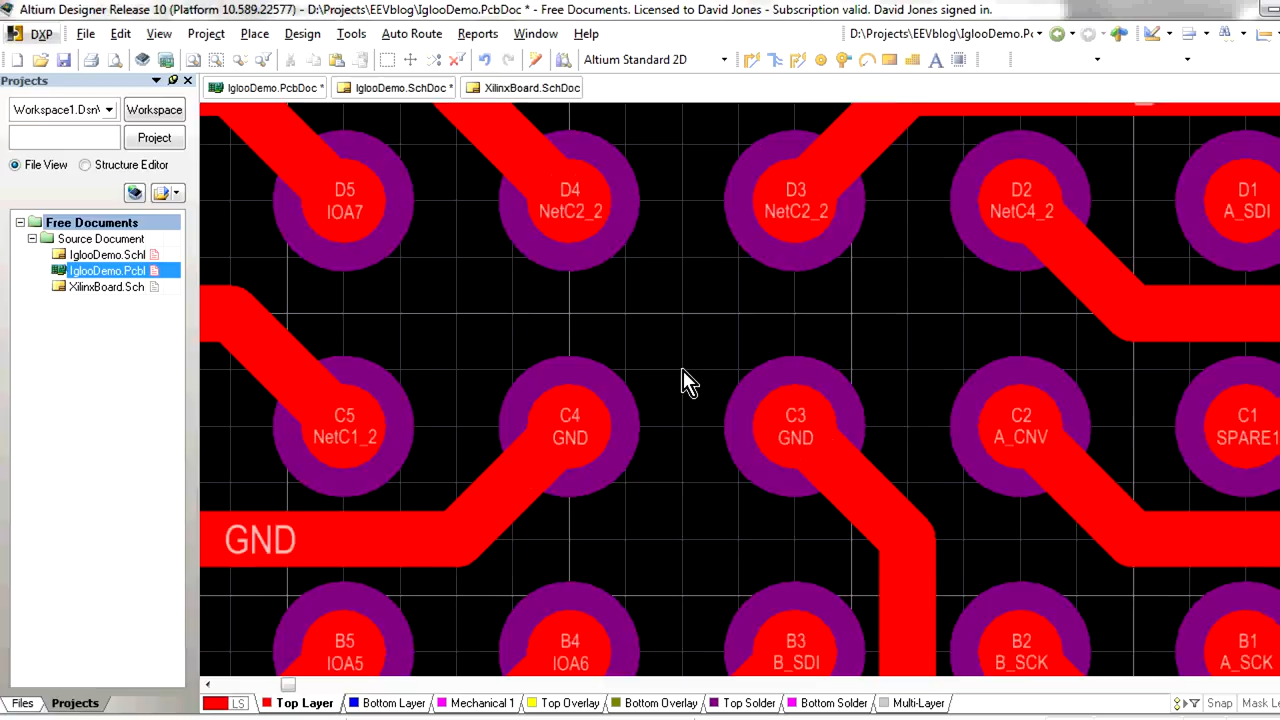 Altium Designer Release 10 (Platform 10.589.22577) - D:\Projects\EEVblog\IglooDemo.PcbDoc * - Free Documents. Licensed to David Jones - Subscription valid. David Jones signed in.
DXP File Edit View Project Place Design Tools Auto Route Reports Window Help D:\Projects\EEVblog\IglooDemo.Pc
Altium Standard 2D
Projects
IglooDemo.PcbDoc * IglooDemo.SchDoc * XilinxBoard.SchDoc
Workspace1.Dsn Workspace
Project
File View Structure Editor
Free Documents
Source Document
IglooDemo.Schl
IglooDemo.Pcbl
XilinxBoard.Sch
D5 D4 D3 D2 D1
IOA7 NetC2_2 NetC2_2 NetC4_2 A_SDI
C5 C4 C3 C2 C1
NetC1_2 GND GND A_CNV SPARE1
GND
B5 B4 B3 B2 B1
IOA5 IOA6 B_SDI B_SCK A_SCK
Files Projects
LS Top Layer Bottom Layer Mechanical 1 Top Overlay Bottom Overlay Top Solder Bottom Solder Multi-Layer Snap Mask L